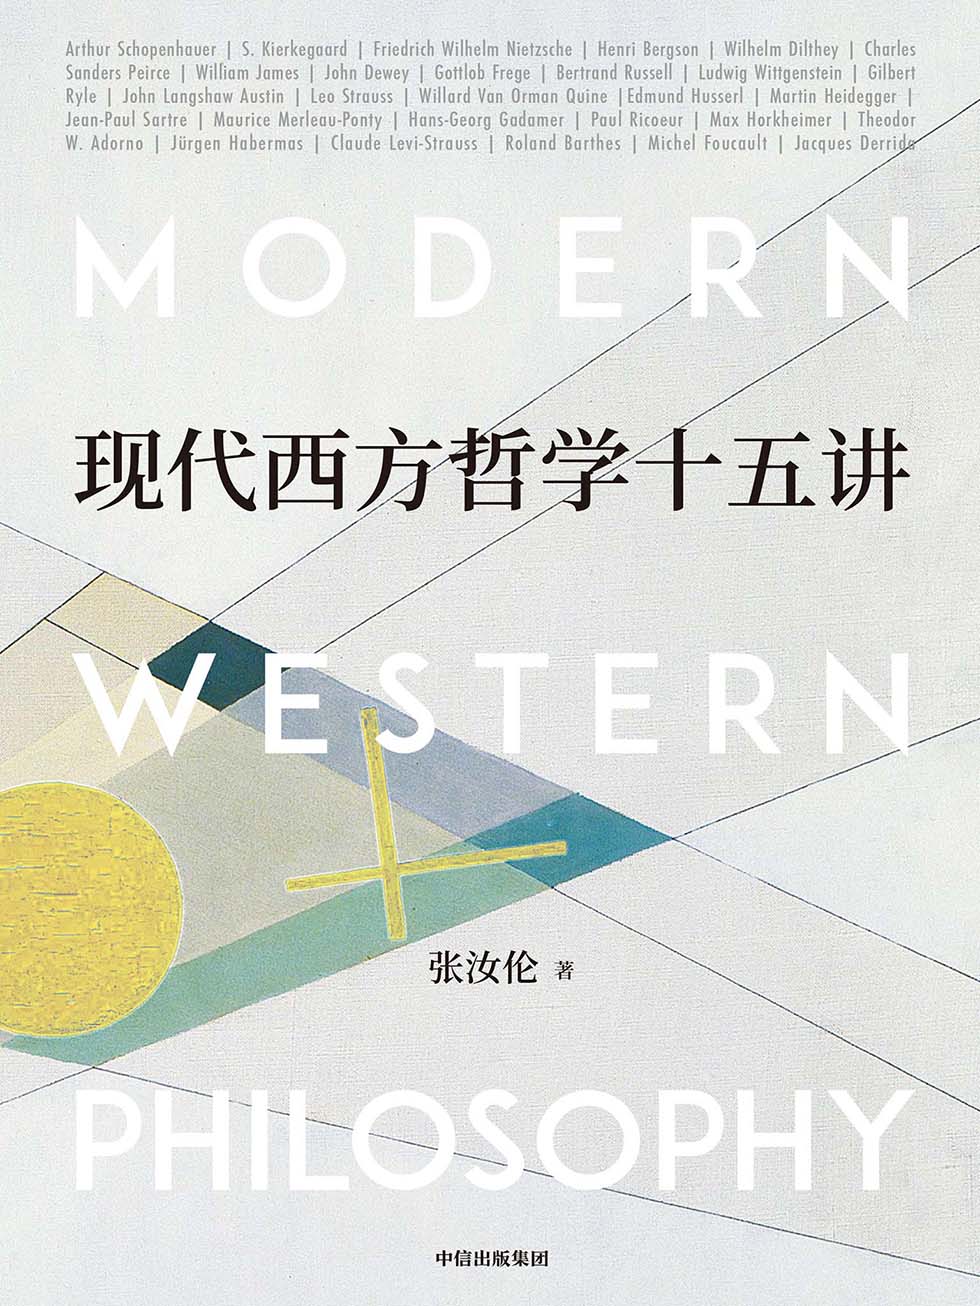 Arthur Schopenhauer | S. Kierkegaard | Friedrich Wilhelm Nietzsche | Henri Bergson | Wilhelm Dilthey | Charles
Sanders Peirce | William James | John Dewey | Gottlob Frege | Bertrand Russell | Ludwig Wittgenstein | Gilbert
Ryle | John Langshaw Austin | Leo Strauss | Willard Van Orman Quine |Edmund Husserl | Martin Heidegger |
Jean-Paul Sartre | Maurice Merleau-Ponty | Hans-Georg Gadamer | Paul Ricoeur | Max Horkheimer | Theodor
W. Adorno | Jürgen Habermas | Claude Levi-Strauss | Roland Barthes | Michel Foucault | Jacques Derrida
MODERN
现代西方哲学十五讲
WESTERN
张汝伦 著
PHILOSOPHY
中信出版集团